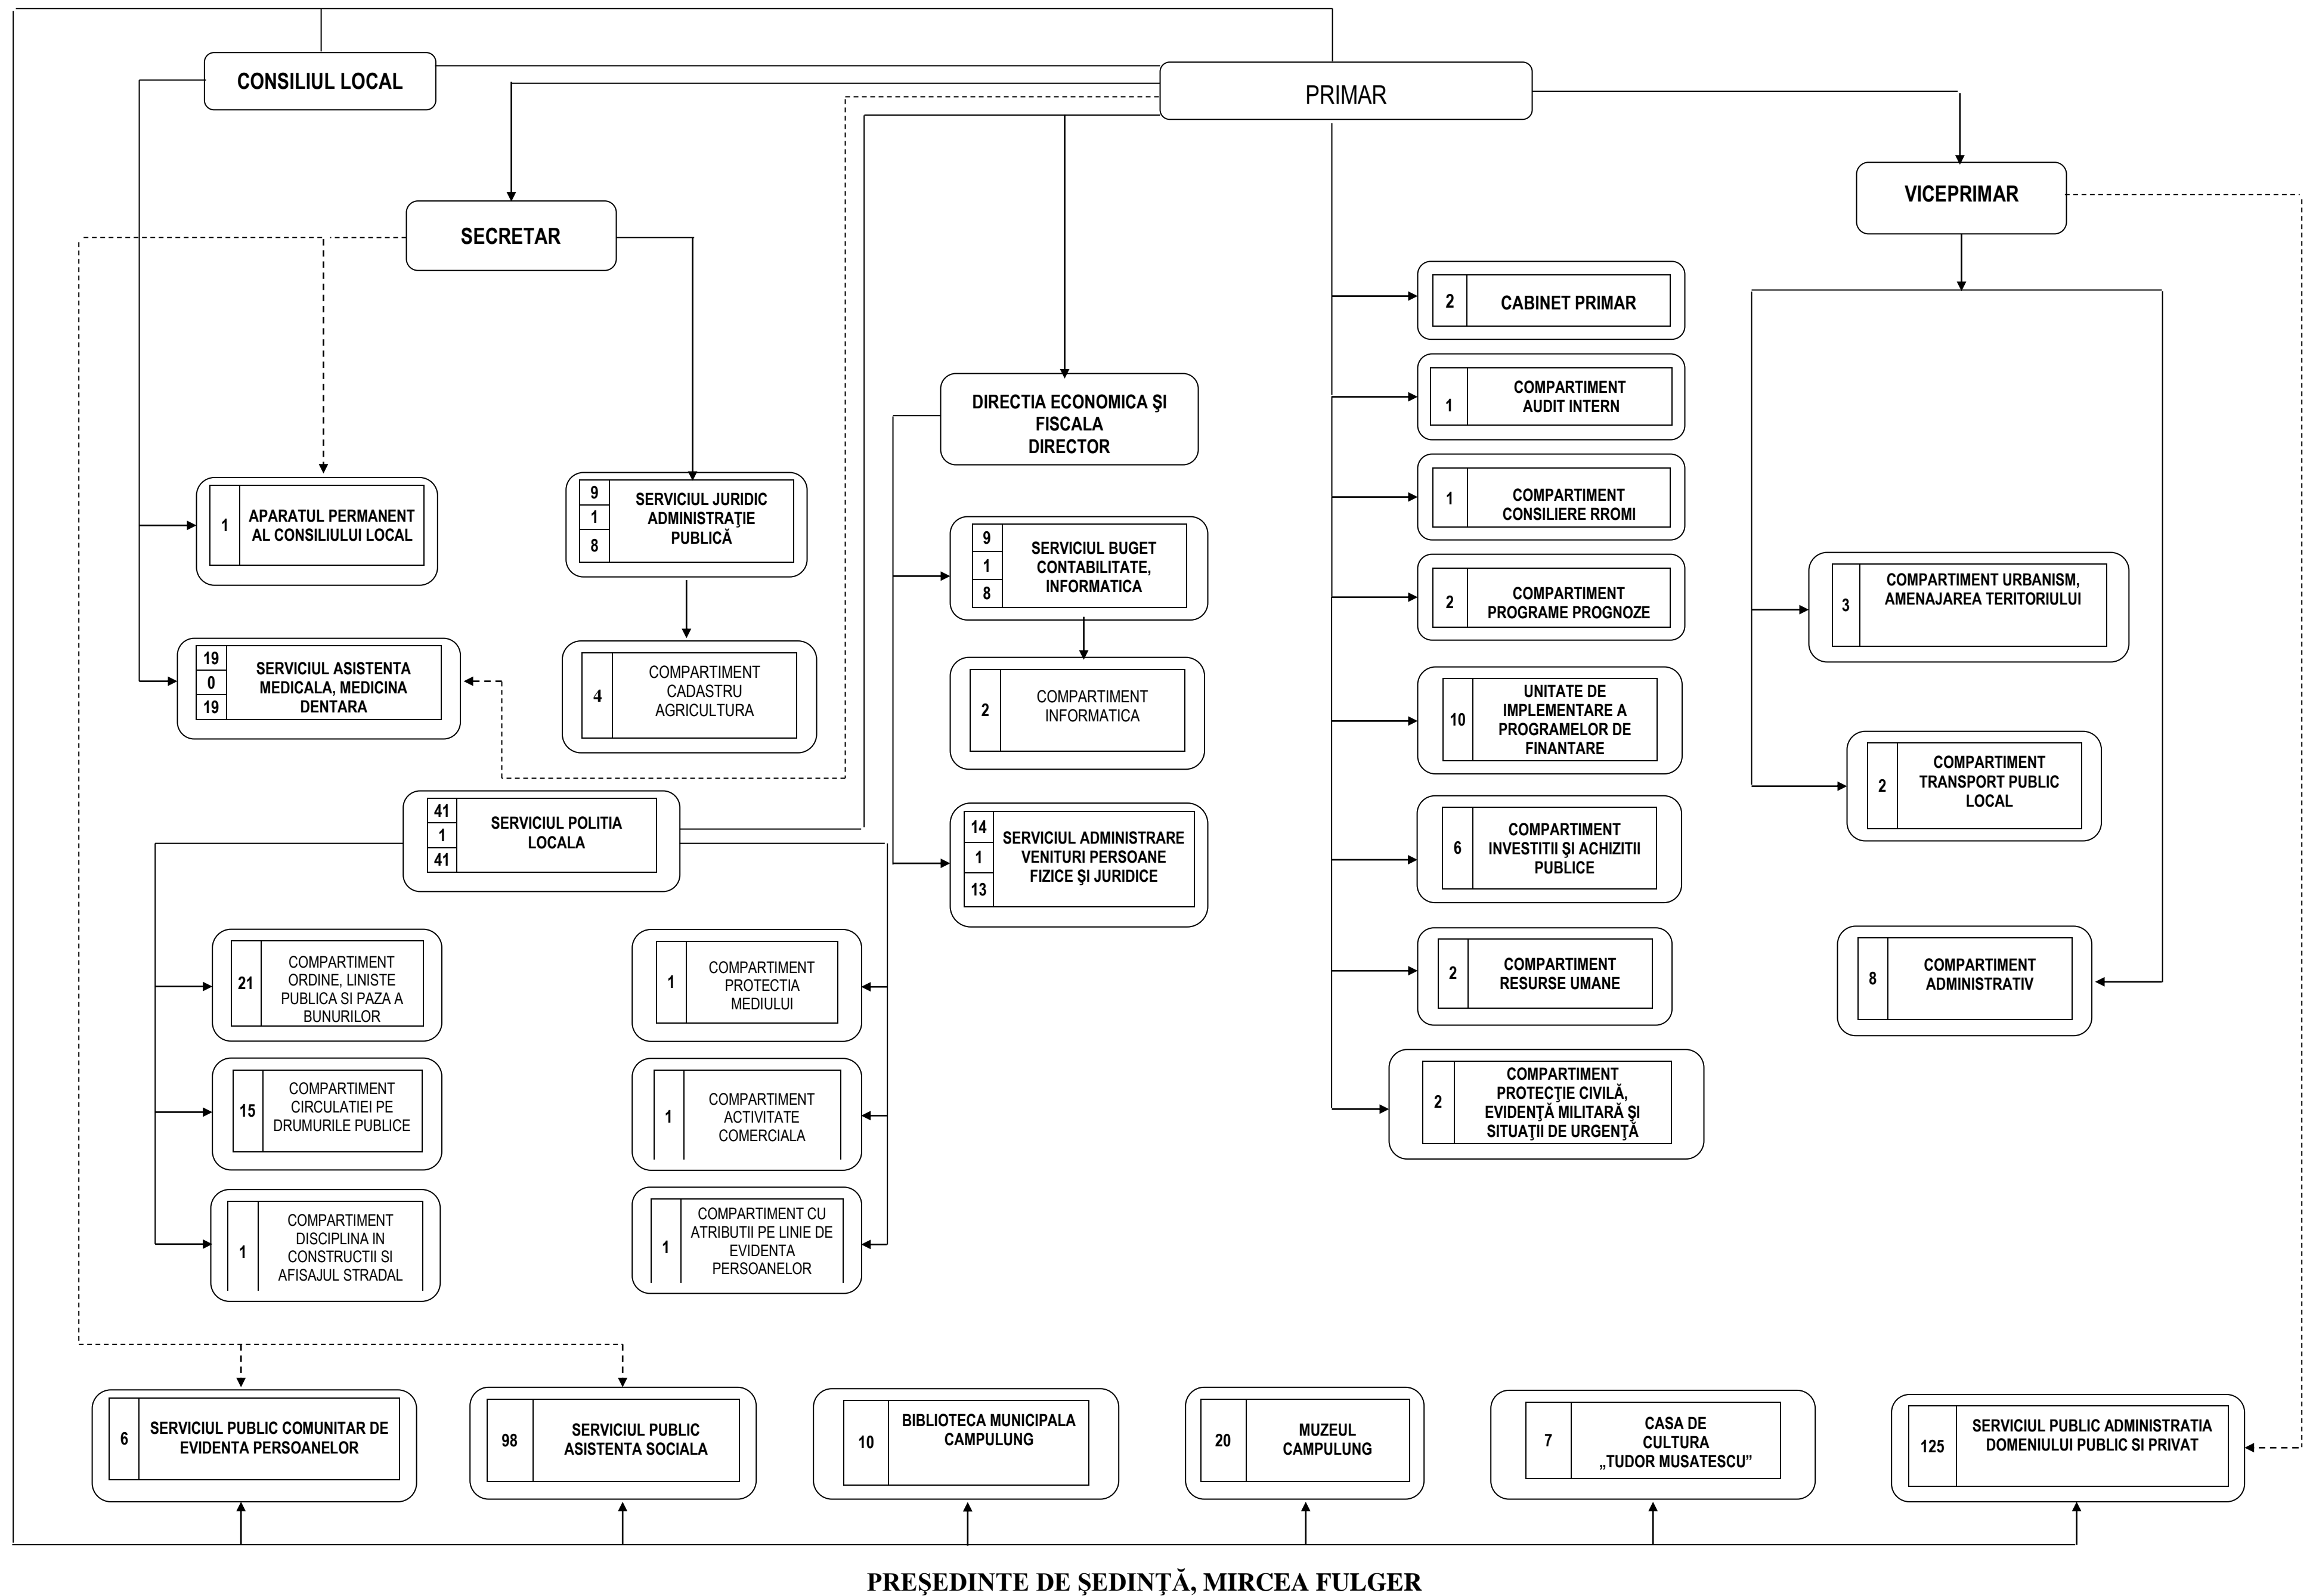 CONSILIUL LOCAL
PRIMAR
VICEPRIMAR
SECRETAR
2
CABINET PRIMAR
1
COMPARTIMENT
AUDIT INTERN
DIRECTIA ECONOMICA ŞI
FISCALA
DIRECTOR
1
COMPARTIMENT
CONSILIERE RROMI
1
APARATUL PERMANENT
AL CONSILIULUI LOCAL
9
1
8
SERVICIUL JURIDIC
ADMINISTRAŢIE
PUBLICĂ
9
1
8
SERVICIUL BUGET
CONTABILITATE,
INFORMATICA
2
COMPARTIMENT
PROGRAME PROGNOZE
3
COMPARTIMENT URBANISM,
AMENAJAREA TERITORIULUI
19
0
19
SERVICIUL ASISTENTA
MEDICALA, MEDICINA
DENTARA
4
COMPARTIMENT
CADASTRU
AGRICULTURA
2
COMPARTIMENT
INFORMATICA
10
UNITATE DE
IMPLEMENTARE A
PROGRAMELOR DE
FINANTARE
2
COMPARTIMENT
TRANSPORT PUBLIC
LOCAL
41
1
41
SERVICIUL POLITIA
LOCALA
14
1
13
SERVICIUL ADMINISTRARE
VENITURI PERSOANE
FIZICE ŞI JURIDICE
6
COMPARTIMENT
INVESTITII ŞI ACHIZITII
PUBLICE
21
COMPARTIMENT
ORDINE, LINISTE
PUBLICA SI PAZA A
BUNURILOR
1
COMPARTIMENT
PROTECTIA
MEDIULUI
2
COMPARTIMENT
RESURSE UMANE
8
COMPARTIMENT
ADMINISTRATIV
15
COMPARTIMENT
CIRCULATIEI PE
DRUMURILE PUBLICE
1
COMPARTIMENT
ACTIVITATE
COMERCIALA
2
COMPARTIMENT
PROTECŢIE CIVILĂ,
EVIDENŢĂ MILITARĂ ŞI
SITUAŢII DE URGENŢĂ
1
COMPARTIMENT
DISCIPLINA IN
CONSTRUCTII SI
AFISAJUL STRADAL
1
COMPARTIMENT CU
ATRIBUTII PE LINIE DE
EVIDENTA
PERSOANELOR
6
SERVICIUL PUBLIC COMUNITAR DE
EVIDENTA PERSOANELOR
98
SERVICIUL PUBLIC
ASISTENTA SOCIALA
10
BIBLIOTECA MUNICIPALA
CAMPULUNG
20
MUZEUL
CAMPULUNG
7
CASA DE
CULTURA
„TUDOR MUSATESCU”
125
SERVICIUL PUBLIC ADMINISTRATIA
DOMENIULUI PUBLIC SI PRIVAT
PREŞEDINTE DE ŞEDINŢĂ, MIRCEA FULGER